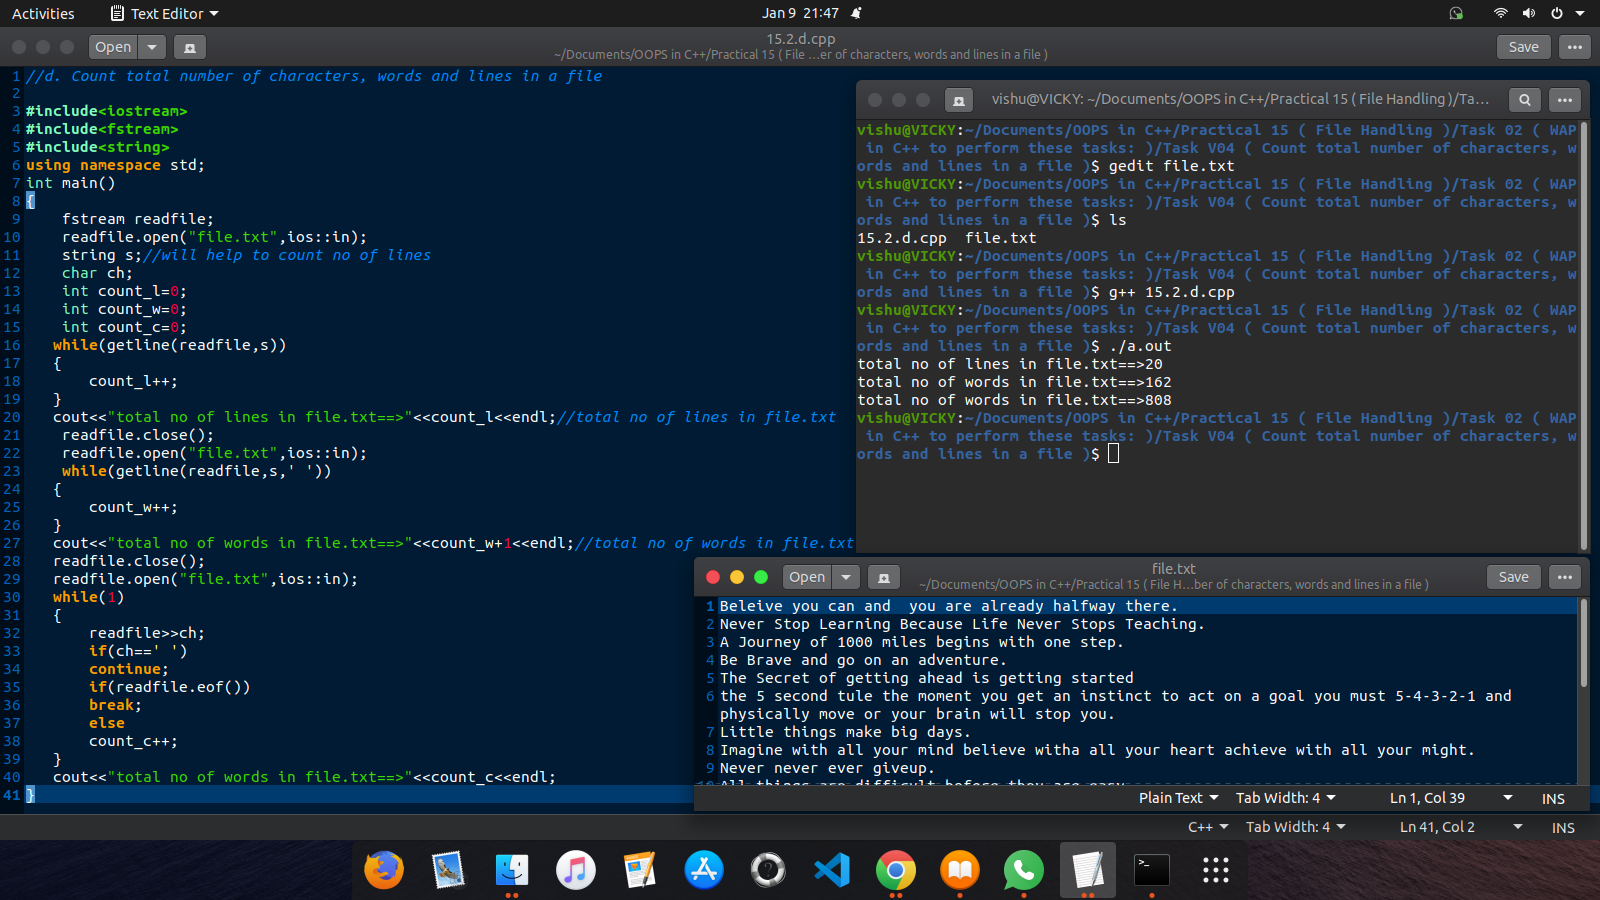 Activities
Text Editor
Jan 9 21:47
Open
15.2.d.cpp
~/Documents/OOPS in C++/Practical 15 ( File ...er of characters, words and lines in a file )
Save
1 //d. Count total number of characters, words and lines in a file
2
3 #include<iostream>
4 #include<fstream>
5 #include<string>
6 using namespace std;
7 int main()
8 {
9     fstream readfile;
10     readfile.open("file.txt",ios::in);
11     string s;//will help to count no of lines
12     char ch;
13     int count_l=0;
14     int count_w=0;
15     int count_c=0;
16    while(getline(readfile,s))
17    {
18        count_l++;
19    }
20    cout<<"total no of lines in file.txt==>"<<count_l<<endl;//total no of lines in file.txt
21     readfile.close();
22     readfile.open("file.txt",ios::in);
23     while(getline(readfile,s,' '))
24    {
25        count_w++;
26    }
27    cout<<"total no of words in file.txt==>"<<count_w+1<<endl;//total no of words in file.txt
28    readfile.close();
29    readfile.open("file.txt",ios::in);
30    while(1)
31    {
32        readfile>>ch;
33        if(ch==' ')
34        continue;
35        if(readfile.eof())
36        break;
37        else
38        count_c++;
39    }
40    cout<<"total no of words in file.txt==>"<<count_c<<endl;
41 }
C++
Tab Width: 4
Ln 41, Col 2
INS
vishu@VICKY: ~/Documents/OOPS in C++/Practical 15 ( File Handling )/Ta...
vishu@VICKY:~/Documents/OOPS in C++/Practical 15 ( File Handling )/Task 02 ( WAP
in C++ to perform these tasks: )/Task V04 ( Count total number of characters, w
ords and lines in a file )$ gedit file.txt
vishu@VICKY:~/Documents/OOPS in C++/Practical 15 ( File Handling )/Task 02 ( WAP
in C++ to perform these tasks: )/Task V04 ( Count total number of characters, w
ords and lines in a file )$ ls
15.2.d.cpp  file.txt
vishu@VICKY:~/Documents/OOPS in C++/Practical 15 ( File Handling )/Task 02 ( WAP
in C++ to perform these tasks: )/Task V04 ( Count total number of characters, w
ords and lines in a file )$ g++ 15.2.d.cpp
vishu@VICKY:~/Documents/OOPS in C++/Practical 15 ( File Handling )/Task 02 ( WAP
in C++ to perform these tasks: )/Task V04 ( Count total number of characters, w
ords and lines in a file )$ ./a.out
total no of lines in file.txt==>20
total no of words in file.txt==>162
total no of words in file.txt==>808
vishu@VICKY:~/Documents/OOPS in C++/Practical 15 ( File Handling )/Task 02 ( WAP
in C++ to perform these tasks: )/Task V04 ( Count total number of characters, w
ords and lines in a file )$
Open
file.txt
~/Documents/OOPS in C++/Practical 15 ( File H...ber of characters, words and lines in a file )
Save
1 Beleive you can and  you are already halfway there.
2 Never Stop Learning Because Life Never Stops Teaching.
3 A Journey of 1000 miles begins with one step.
4 Be Brave and go on an adventure.
5 The Secret of getting ahead is getting started
6 the 5 second tule the moment you get an instinct to act on a goal you must 5-4-3-2-1 and
physically move or your brain will stop you.
7 Little things make big days.
8 Imagine with all your mind believe witha all your heart achieve with all your might.
9 Never never ever giveup.
10 All things are difficult before they are easy
Plain Text
Tab Width: 4
Ln 1, Col 39
INS